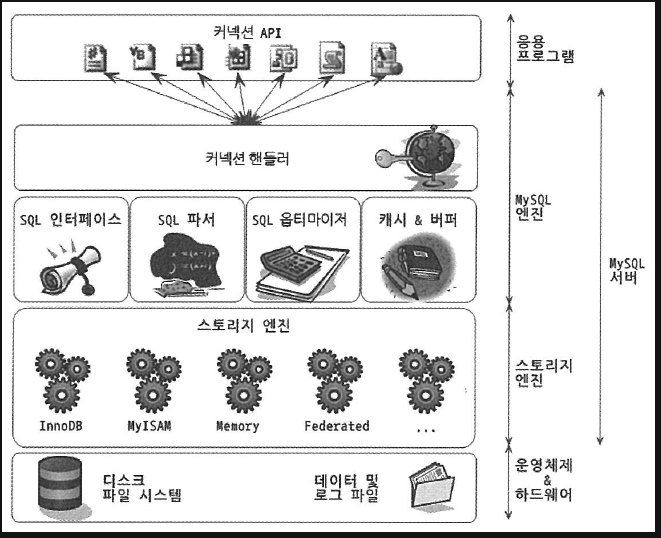 커넥션 API
응용
프로그램
커넥션 핸들러
SQL 인터페이스
SQL 파서
SQL 옵티마이저
캐시 & 버퍼
MySQL
엔진
MySQL
서버
스토리지 엔진
InnoDB
MyISAM
Memory
Federated
...
스토리지
엔진
디스크
파일 시스템
데이터 및
로그 파일
운영체제
&
하드웨어